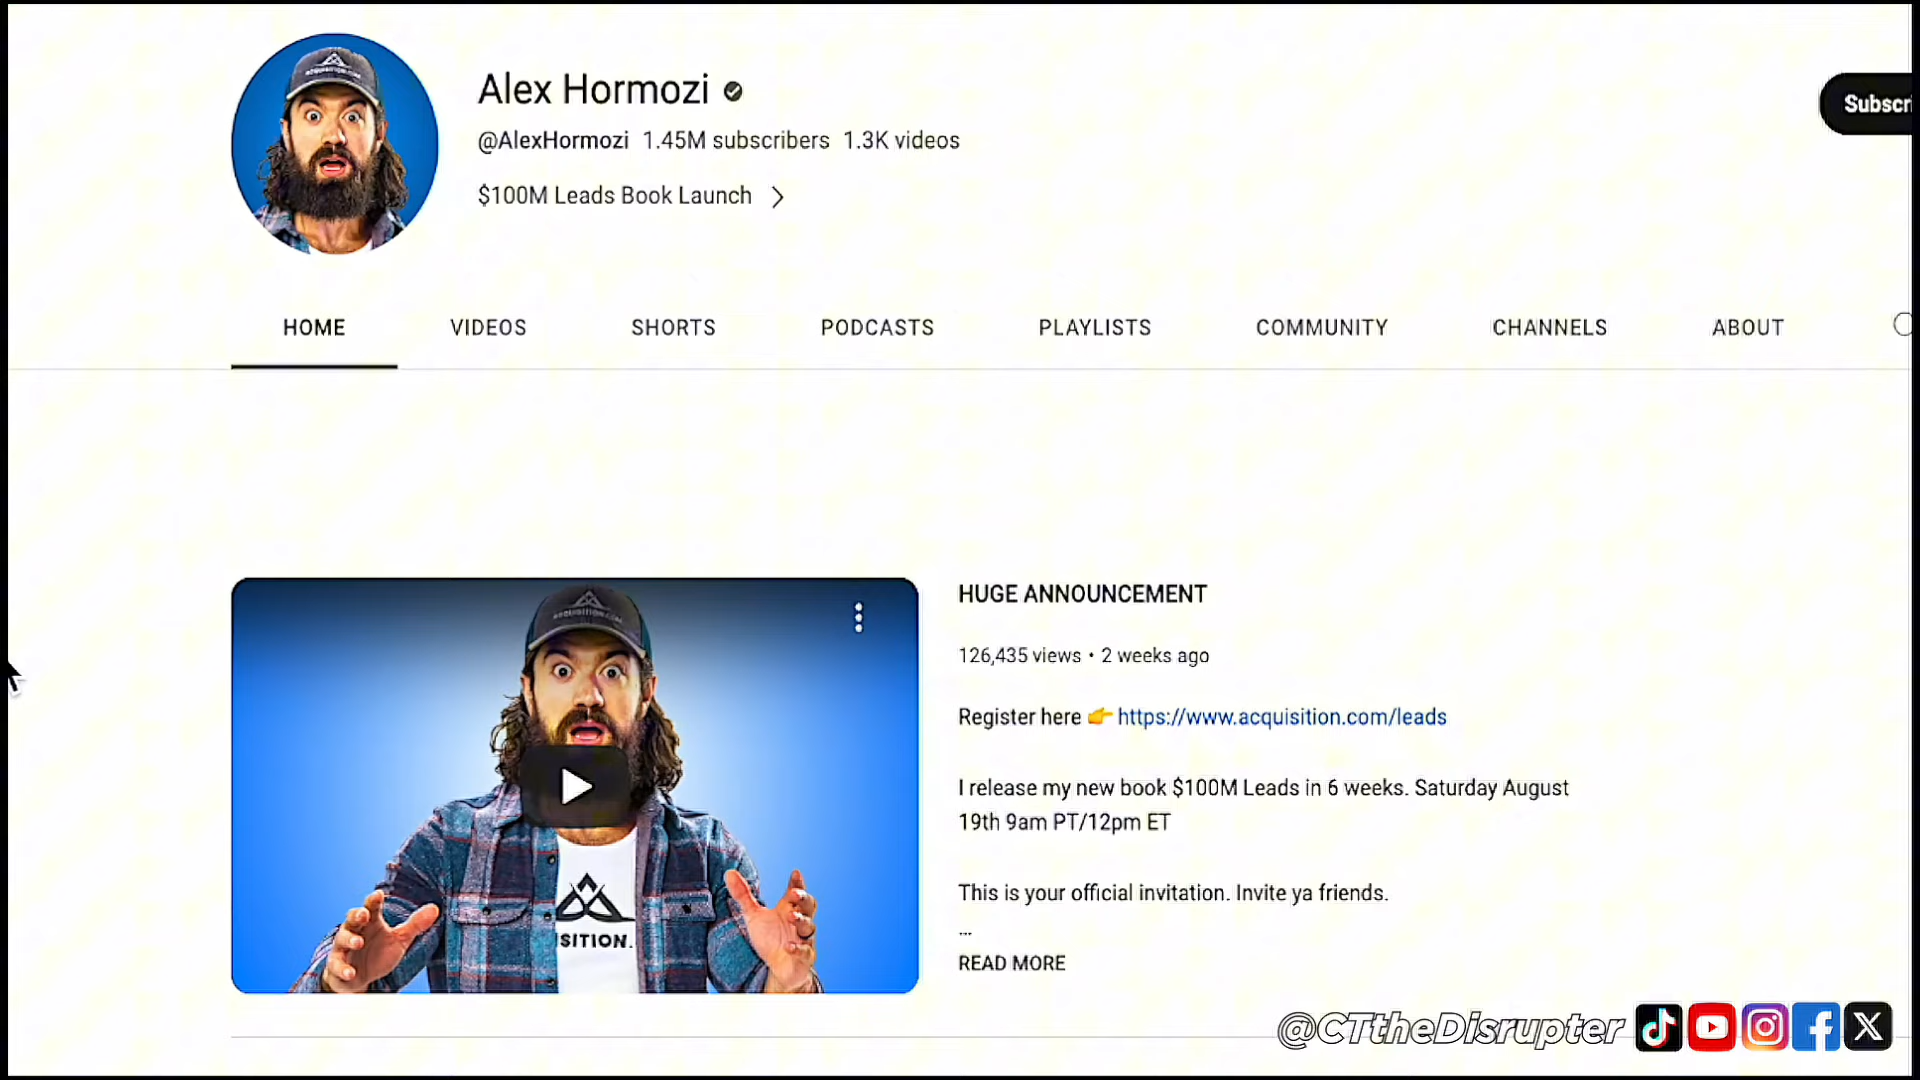 Alex Hormozi
@AlexHormozi 1.45M subscribers 1.3K videos
$100M Leads Book Launch
Subscri
HOME VIDEOS SHORTS PODCASTS PLAYLISTS COMMUNITY CHANNELS ABOUT
ACQUISITION.COM
SITION.
HUGE ANNOUNCEMENT
126,435 views • 2 weeks ago
Register here 👉 https://www.acquisition.com/leads
I release my new book $100M Leads in 6 weeks. Saturday August
19th 9am PT/12pm ET
This is your official invitation. Invite ya friends.
...
READ MORE
@CTtheDisrupter